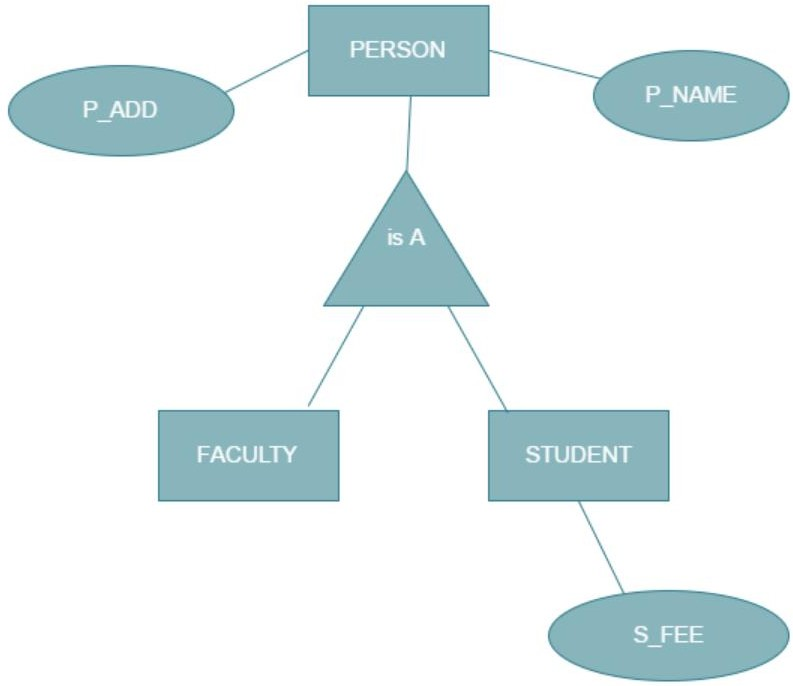 PERSON
P_ADD
P_NAME
is A
FACULTY
STUDENT
S_FEE